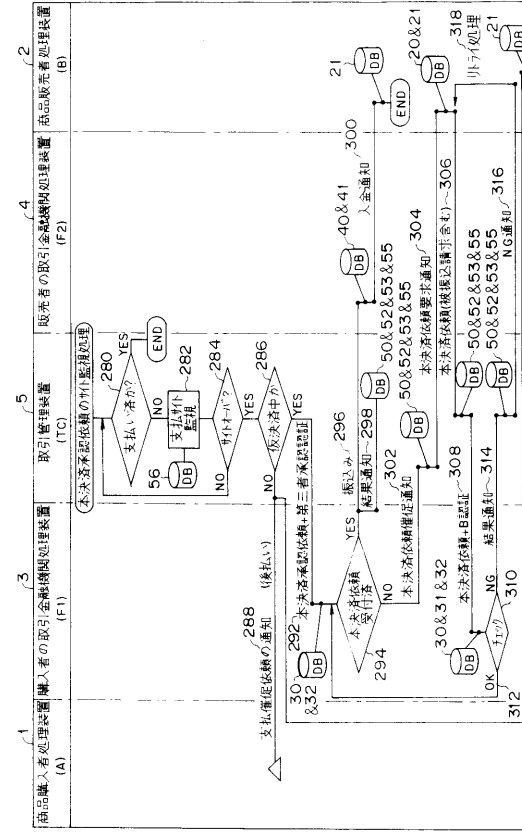 1
商品購入者処理装置
(A)
3
購入者の取引金融機関処理装置
(F1)
5
取引管理装置
(TC)
4
販売者の取引金融機関処理装置
(F2)
2
商品販売者処理装置
(B)
本決済承認依頼のサイト監視処理
支払い済か?
280
YES
END
NO
支払サイト
監視
282
56
DB
サイトオーバ?
284
NO
YES
仮決済中か
286
NO
YES
(後払い)
支払催促依頼の通知
288
本決済承認依頼+第三者承認認証
292
30
&32
DB
本決済依頼
受付済
294
YES
NO
振込み
296
結果通知
298
DB
50&52&53&55
DB
40&41
入金通知
300
DB
21
END
本決済依頼催促通知
302
DB
50&52&53&55
本決済依頼要求通知
304
DB
20&21
本決済依頼(被振込請求含む)
306
318
リトライ処理
DB
50&52&53&55
本決済依頼+B認証
308
DB
30&31&32
チェック
310
OK
312
NG
結果通知
314
DB
50&52&53&55
NG通知
316
DB
21